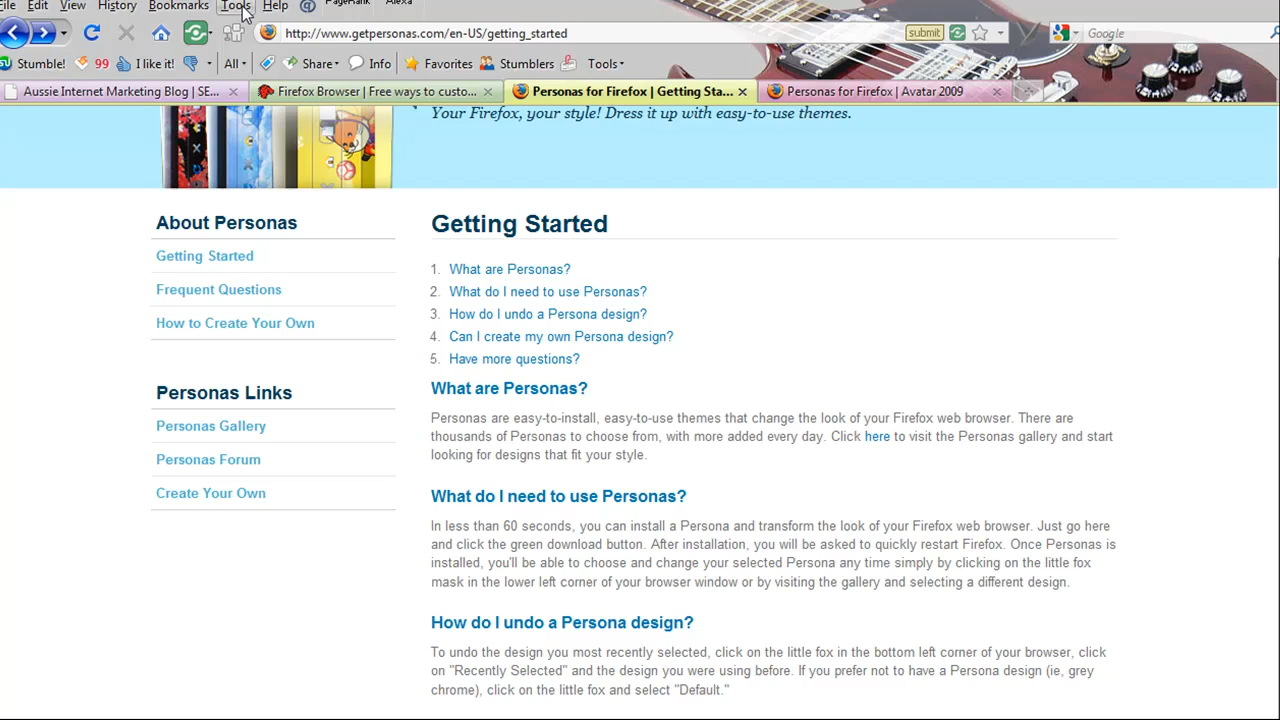 File Edit View History Bookmarks Tools Help PageRank Alexa
http://www.getpersonas.com/en-US/getting_started submit Google
Stumble! 99 I like it! All Share Info Favorites Stumblers Tools
Aussie Internet Marketing Blog | SE... Firefox Browser | Free ways to custo... Personas for Firefox | Getting Sta... Personas for Firefox | Avatar 2009
Your Firefox, your style! Dress it up with easy-to-use themes.
About Personas
Getting Started
Frequent Questions
How to Create Your Own
Personas Links
Personas Gallery
Personas Forum
Create Your Own
Getting Started
1. What are Personas?
2. What do I need to use Personas?
3. How do I undo a Persona design?
4. Can I create my own Persona design?
5. Have more questions?
What are Personas?
Personas are easy-to-install, easy-to-use themes that change the look of your Firefox web browser. There are
thousands of Personas to choose from, with more added every day. Click here to visit the Personas gallery and start
looking for designs that fit your style.
What do I need to use Personas?
In less than 60 seconds, you can install a Persona and transform the look of your Firefox web browser. Just go here
and click the green download button. After installation, you will be asked to quickly restart Firefox. Once Personas is
installed, you'll be able to choose and change your selected Persona any time simply by clicking on the little fox
mask in the lower left corner of your browser window or by visiting the gallery and selecting a different design.
How do I undo a Persona design?
To undo the design you most recently selected, click on the little fox in the bottom left corner of your browser, click
on "Recently Selected" and the design you were using before. If you prefer not to have a Persona design (ie, grey
chrome), click on the little fox and select "Default."